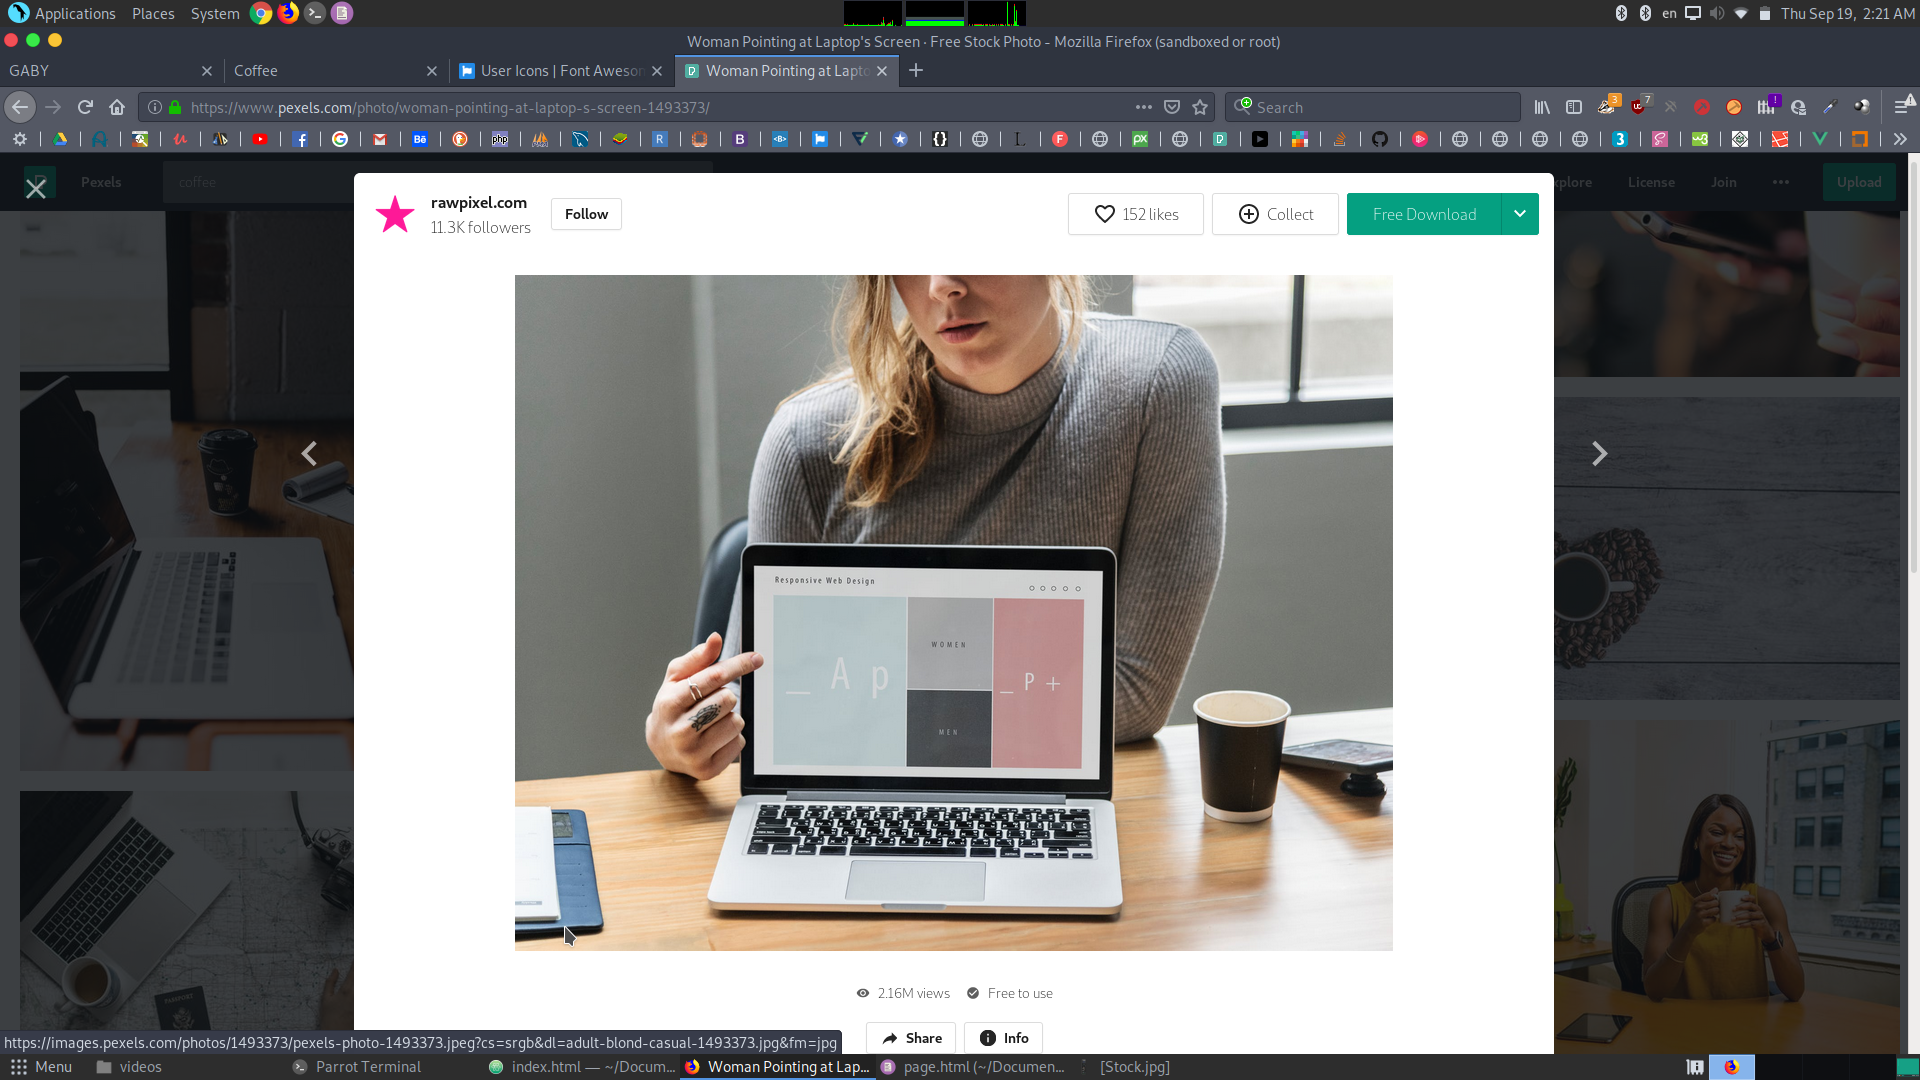 Applications Places System en Thu Sep 19, 2:21 AM
Woman Pointing at Laptop's Screen · Free Stock Photo - Mozilla Firefox (sandboxed or root)
GABY Coffee User Icons | Font Aweson Woman Pointing at Lapto
https://www.pexels.com/photo/woman-pointing-at-laptop-s-screen-1493373/ Search 3 7 !
Pexels coffee xplore License Join Upload
rawpixel.com
11.3K followers
Follow
152 likes Collect Free Download
Responsive Web Design
WOMEN
_ A p
_ P +
MEN
PASSPORT
2.16M views Free to use
Share Info
https://images.pexels.com/photos/1493373/pexels-photo-1493373.jpeg?cs=srgb&dl=adult-blond-casual-1493373.jpg&fm=jpg
Menu videos Parrot Terminal index.html — ~/Docum... Woman Pointing at Lap... page.html (~/Documen... [Stock.jpg]